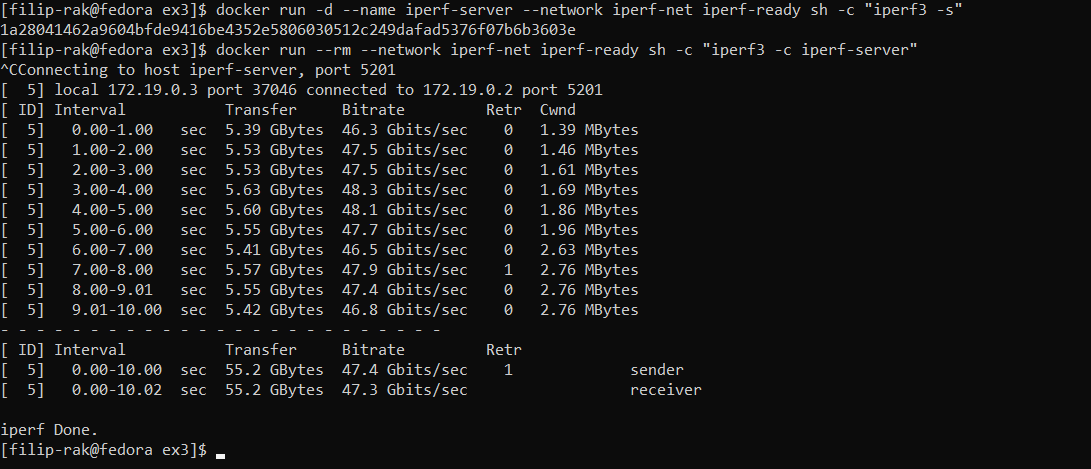 [filip-rak@fedora ex3]$ docker run -d --name iperf-server --network iperf-net iperf-ready sh -c "iperf3 -s"
1a28041462a9604bfde9416be4352e5806030512c249dafad5376f07b6b3603e
[filip-rak@fedora ex3]$ docker run --rm --network iperf-net iperf-ready sh -c "iperf3 -c iperf-server"
^CConnecting to host iperf-server, port 5201
[  5] local 172.19.0.3 port 37046 connected to 172.19.0.2 port 5201
[ ID] Interval           Transfer     Bitrate         Retr  Cwnd
[  5]   0.00-1.00   sec  5.39 GBytes  46.3 Gbits/sec    0   1.39 MBytes
[  5]   1.00-2.00   sec  5.53 GBytes  47.5 Gbits/sec    0   1.46 MBytes
[  5]   2.00-3.00   sec  5.53 GBytes  47.5 Gbits/sec    0   1.61 MBytes
[  5]   3.00-4.00   sec  5.63 GBytes  48.3 Gbits/sec    0   1.69 MBytes
[  5]   4.00-5.00   sec  5.60 GBytes  48.1 Gbits/sec    0   1.86 MBytes
[  5]   5.00-6.00   sec  5.55 GBytes  47.7 Gbits/sec    0   1.96 MBytes
[  5]   6.00-7.00   sec  5.41 GBytes  46.5 Gbits/sec    0   2.63 MBytes
[  5]   7.00-8.00   sec  5.57 GBytes  47.9 Gbits/sec    1   2.76 MBytes
[  5]   8.00-9.01   sec  5.55 GBytes  47.4 Gbits/sec    0   2.76 MBytes
[  5]   9.01-10.00  sec  5.42 GBytes  46.8 Gbits/sec    0   2.76 MBytes
- - - - - - - - - - - - - - - - - - - - - - - - -
[ ID] Interval           Transfer     Bitrate         Retr
[  5]   0.00-10.00  sec  55.2 GBytes  47.4 Gbits/sec    1             sender
[  5]   0.00-10.02  sec  55.2 GBytes  47.3 Gbits/sec                  receiver

iperf Done.
[filip-rak@fedora ex3]$